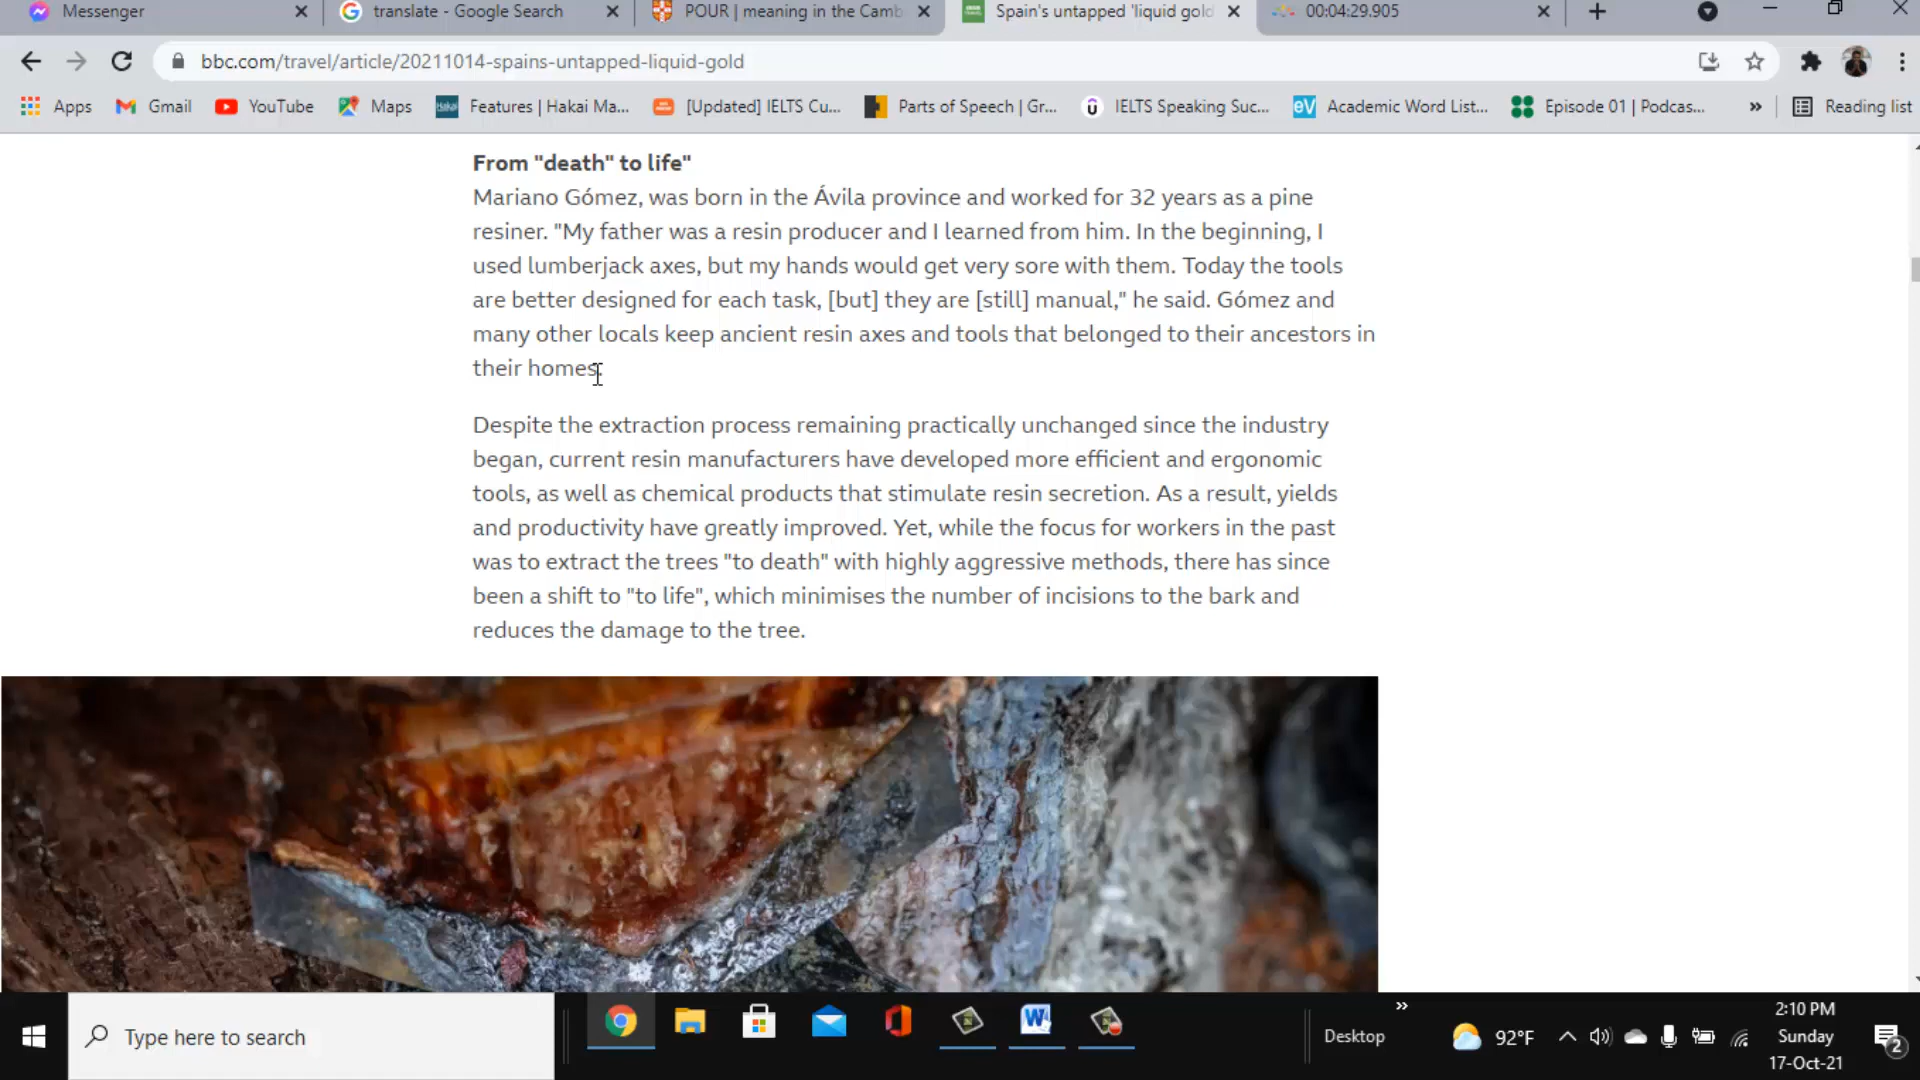 Messenger
translate - Google Search
POUR | meaning in the Camb
Spain's untapped 'liquid gold
00:04:29.905
bbc.com/travel/article/20211014-spains-untapped-liquid-gold
Apps
Gmail
YouTube
Maps
Features | Hakai Ma...
[Updated] IELTS Cu...
Parts of Speech | Gr...
IELTS Speaking Suc...
Academic Word List...
Episode 01 | Podcas...
Reading list
From "death" to life"
Mariano Gómez, was born in the Ávila province and worked for 32 years as a pine
resiner. "My father was a resin producer and I learned from him. In the beginning, I
used lumberjack axes, but my hands would get very sore with them. Today the tools
are better designed for each task, [but] they are [still] manual," he said. Gómez and
many other locals keep ancient resin axes and tools that belonged to their ancestors in
their homes.
Despite the extraction process remaining practically unchanged since the industry
began, current resin manufacturers have developed more efficient and ergonomic
tools, as well as chemical products that stimulate resin secretion. As a result, yields
and productivity have greatly improved. Yet, while the focus for workers in the past
was to extract the trees "to death" with highly aggressive methods, there has since
been a shift to "to life", which minimises the number of incisions to the bark and
reduces the damage to the tree.
Type here to search
Desktop
92°F
2:10 PM
Sunday
17-Oct-21
2